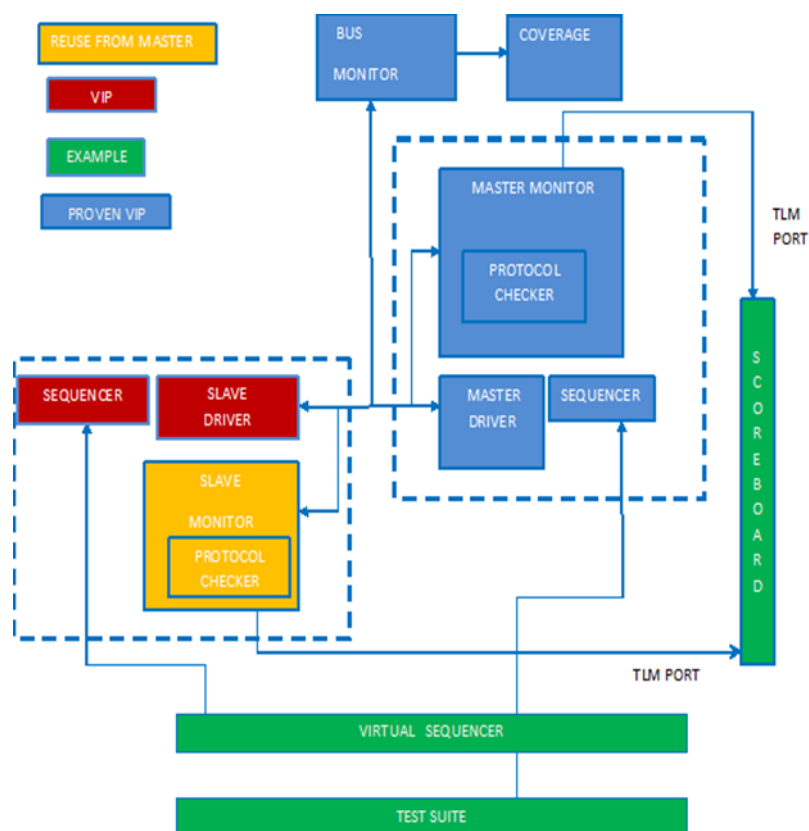 REUSE FROM MASTER
VIP
EXAMPLE
PROVEN VIP
BUS
MONITOR
COVERAGE
MASTER MONITOR
PROTOCOL
CHECKER
TLM
PORT
SEQUENCER
SLAVE
DRIVER
MASTER
DRIVER
SEQUENCER
SCOREBOARD
SLAVE
MONITOR
PROTOCOL
CHECKER
TLM PORT
VIRTUAL SEQUENCER
TEST SUITE